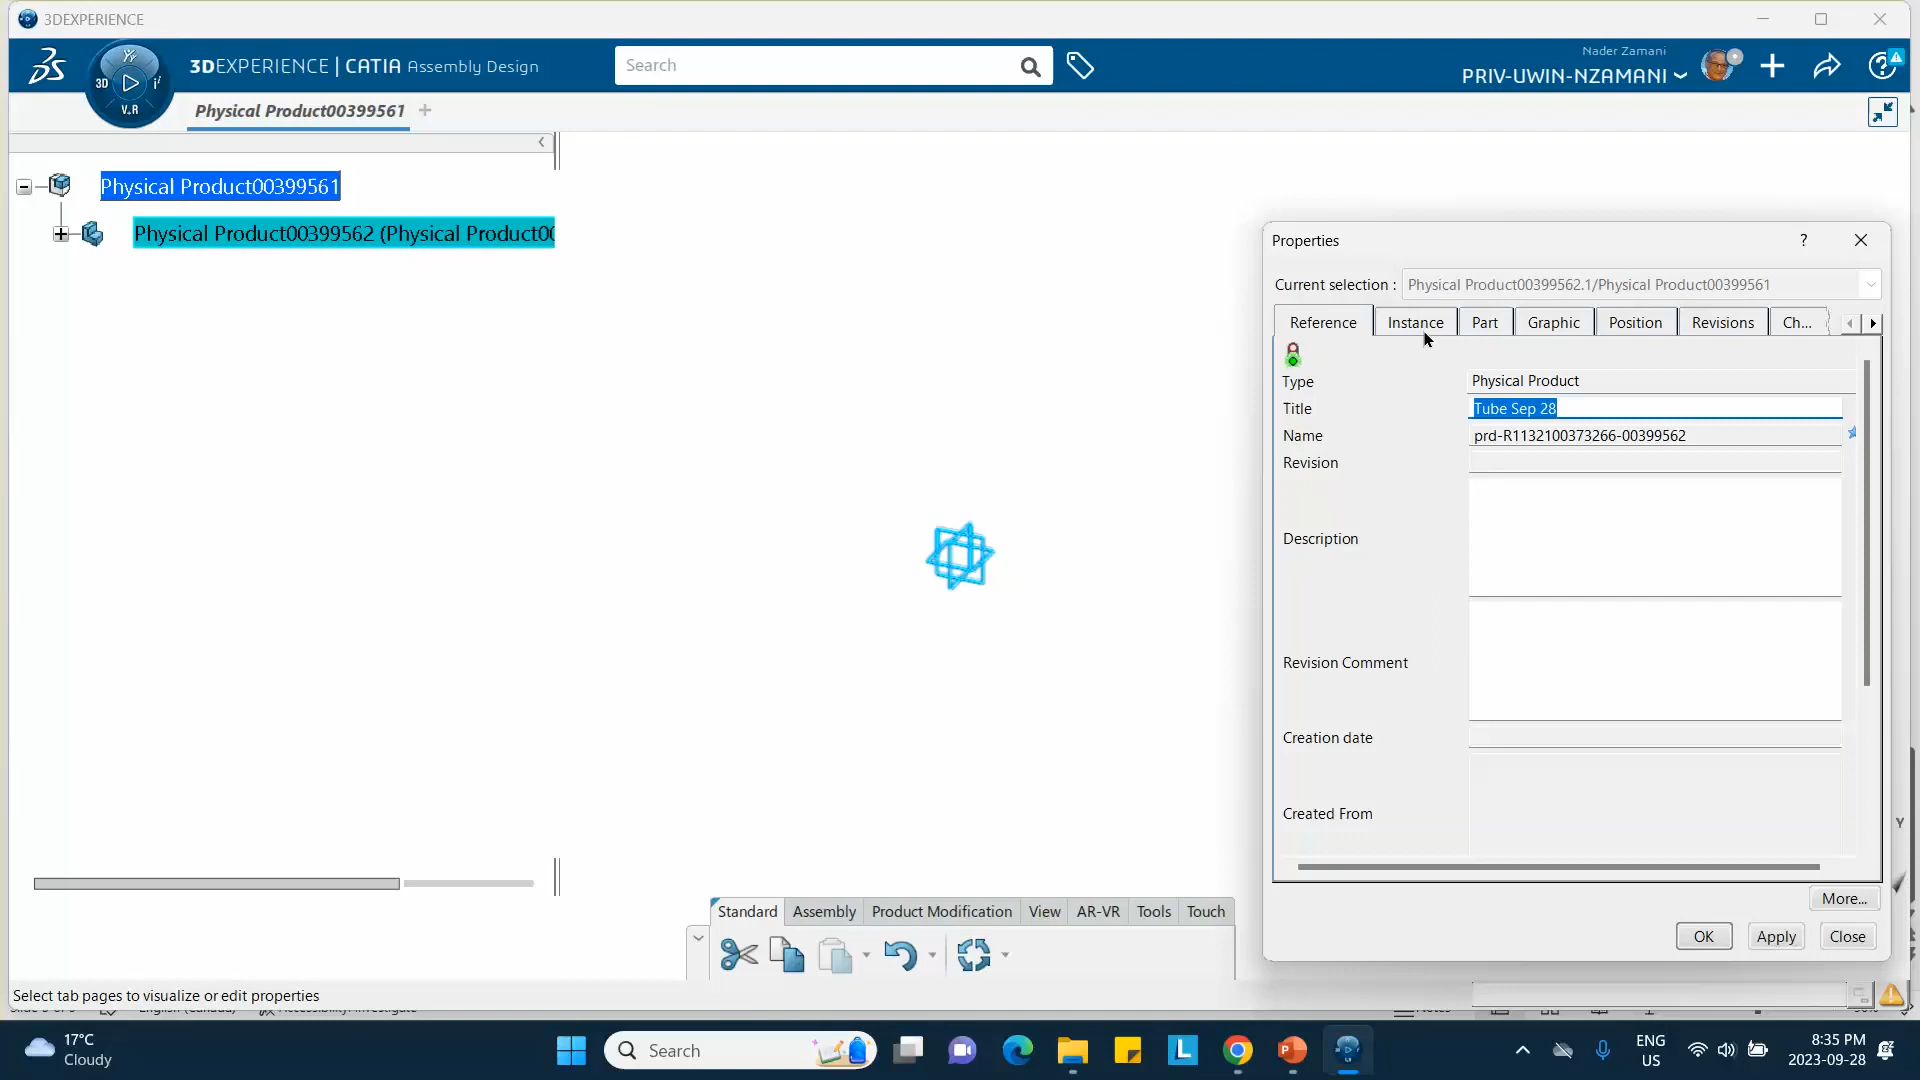 3DEXPERIENCE
3D
V.R
3DEXPERIENCE | CATIA Assembly Design
Search
Nader Zamani
PRIV-UWIN-NZAMANI
Physical Product00399561
Physical Product00399561
Physical Product00399562 (Physical Product00
Properties
?
Current selection :
Physical Product00399562.1/Physical Product00399561
Reference
Instance
Part
Graphic
Position
Revisions
Ch...
Type
Physical Product
Title
Tube Sep 28
Name
prd-R1132100373266-00399562
Revision
Description
Revision Comment
Creation date
Created From
More...
OK
Apply
Close
Standard
Assembly
Product Modification
View
AR-VR
Tools
Touch
Select tab pages to visualize or edit properties
Y
17°C
Cloudy
Search
L
P
ENG
US
8:35 PM
2023-09-28